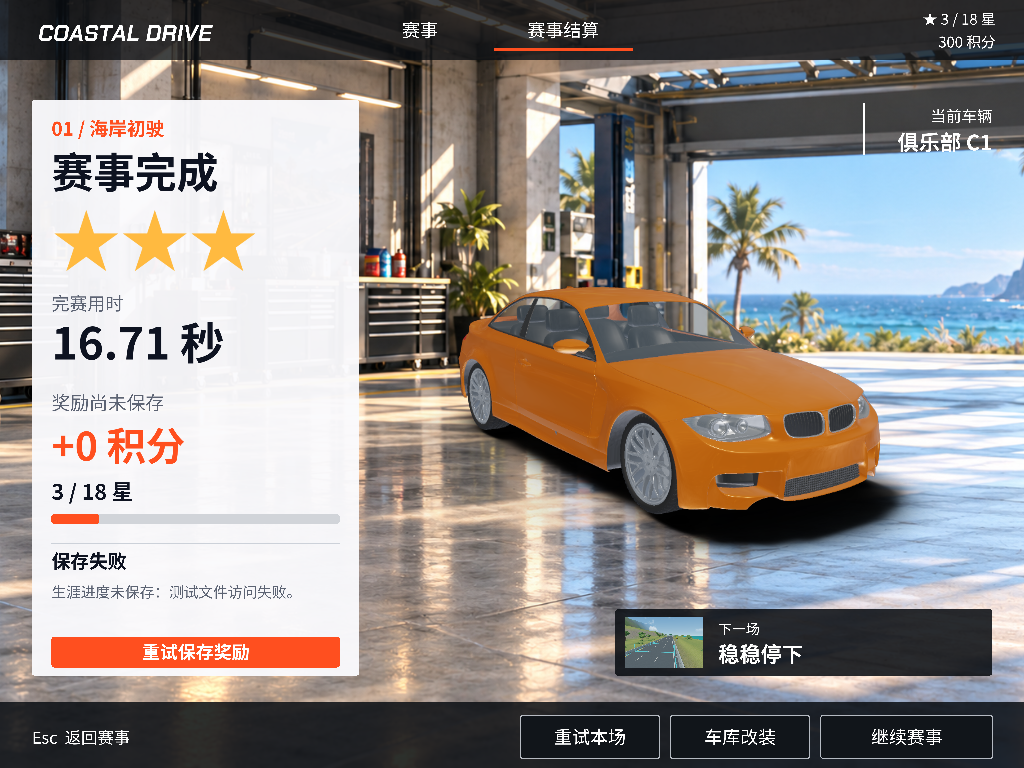 COASTAL DRIVE
赛事
赛事结算
★ 3 / 18 星
300 积分
01 / 海岸初驶
赛事完成
完赛用时
16.71 秒
奖励尚未保存
+0 积分
3 / 18 星
保存失败
生涯进度未保存：测试文件访问失败。
重试保存奖励
当前车辆
俱乐部 C1
下一场
稳稳停下
Esc 返回赛事
重试本场
车库改装
继续赛事